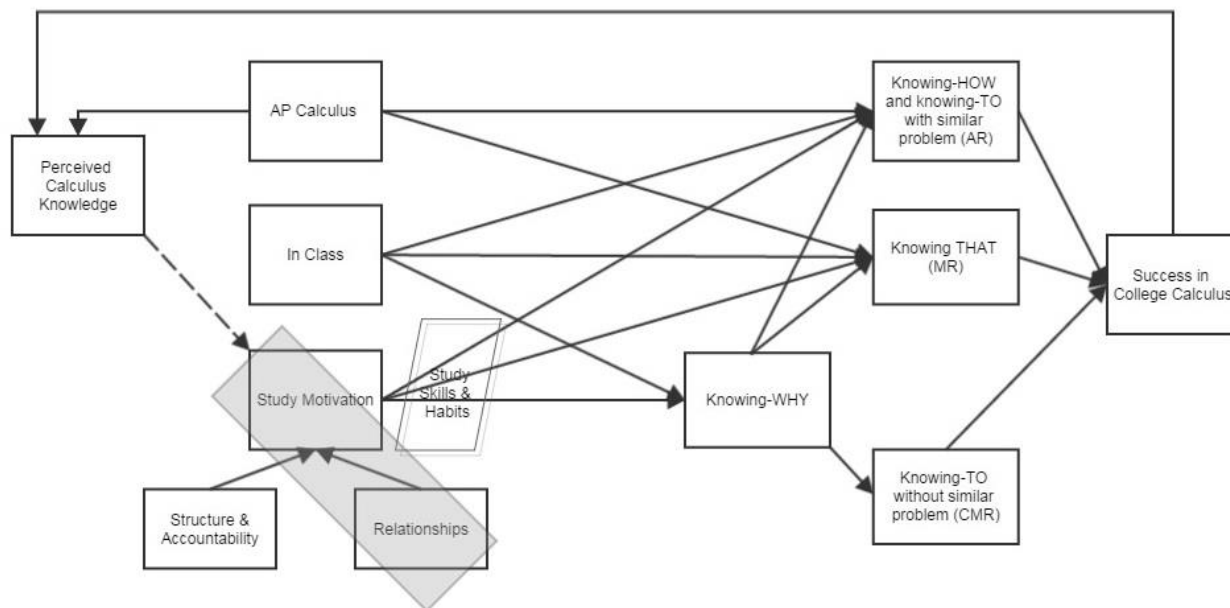 AP Calculus
Knowing-HOW
and knowing-TO
with similar
problem (AR)
Perceived
Calculus
Knowledge
In Class
Knowing THAT
(MR)
Success in
College Calculus
Study Motivation
Study
Skills &
Habits
Knowing-WHY
Structure &
Accountability
Relationships
Knowing-TO
without similar
problem (CMR)